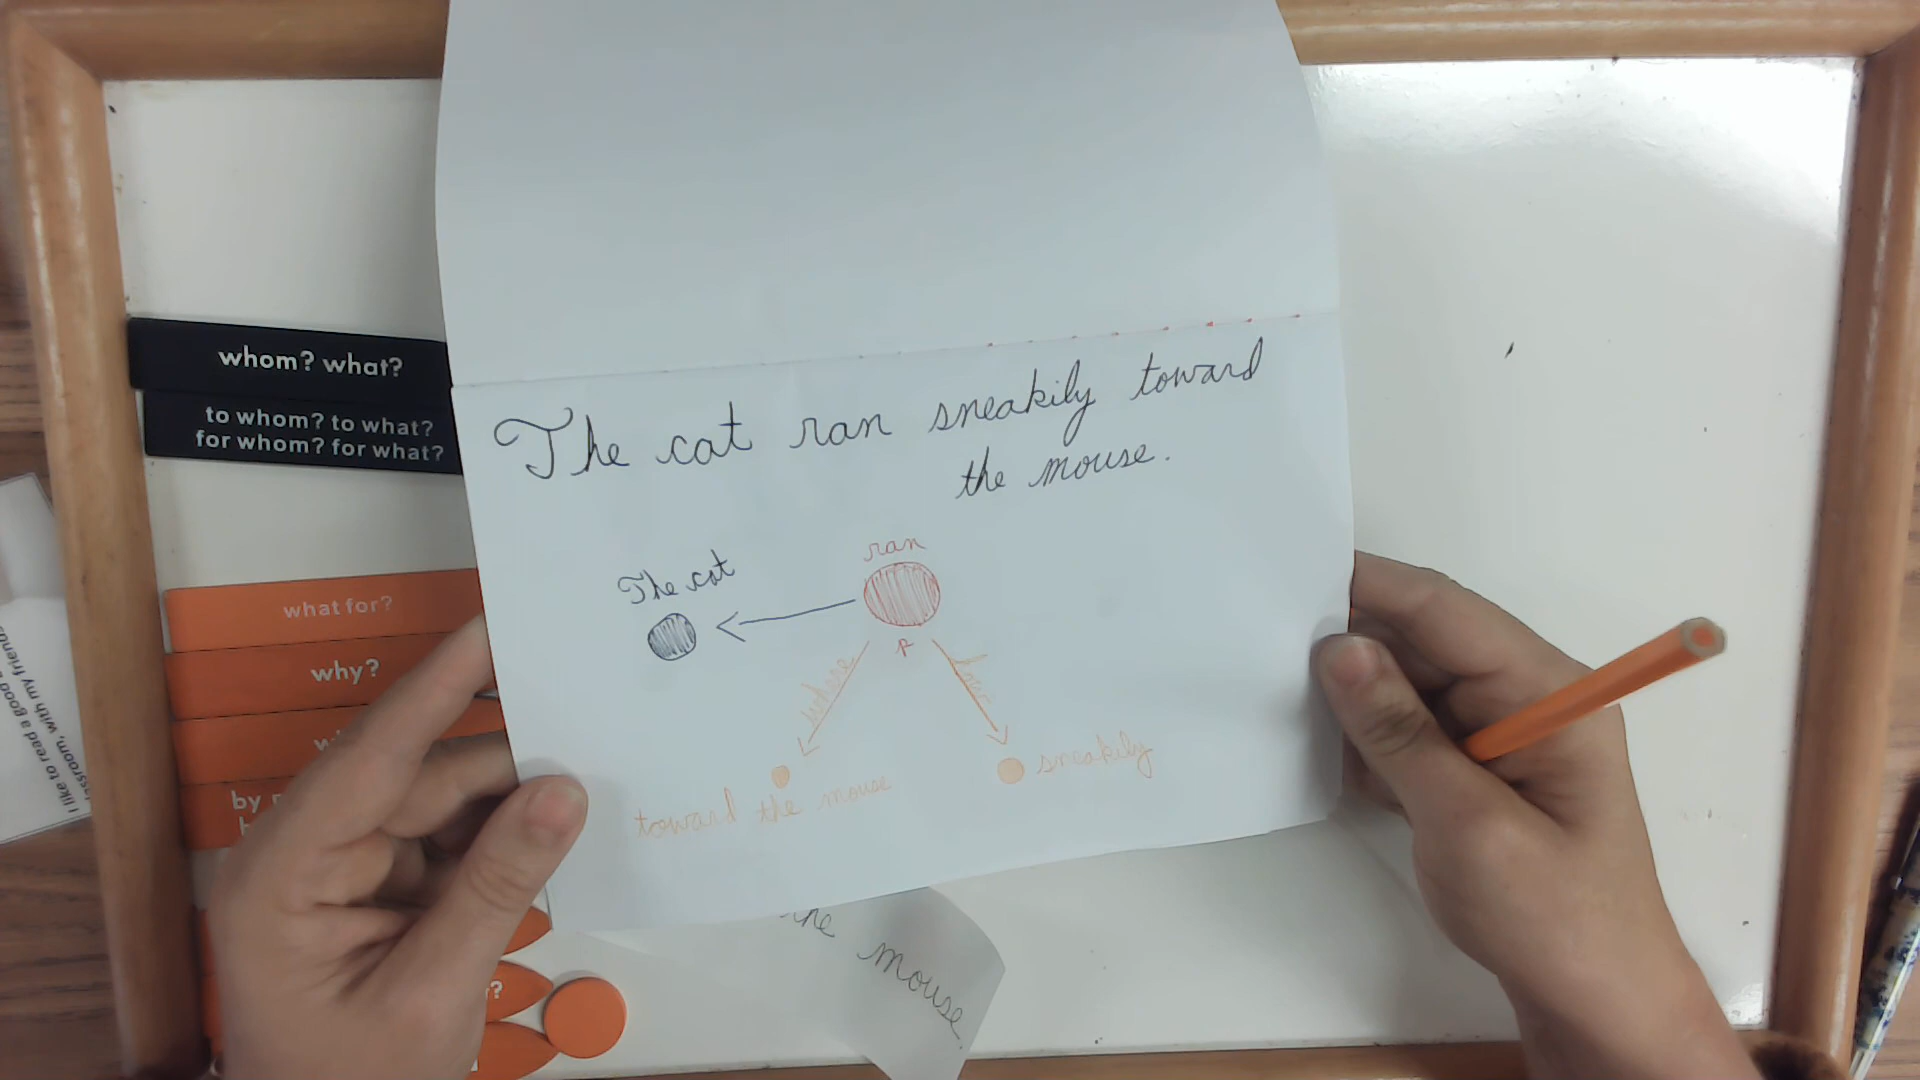 whom? what?
to whom? to what?
for whom? for what?
what for?
why?
by
I like to read a good
classroom, with my friends
The cat ran sneakily toward
the mouse.
The cat
ran
P
where
how
toward the mouse
sneakily
the mouse.